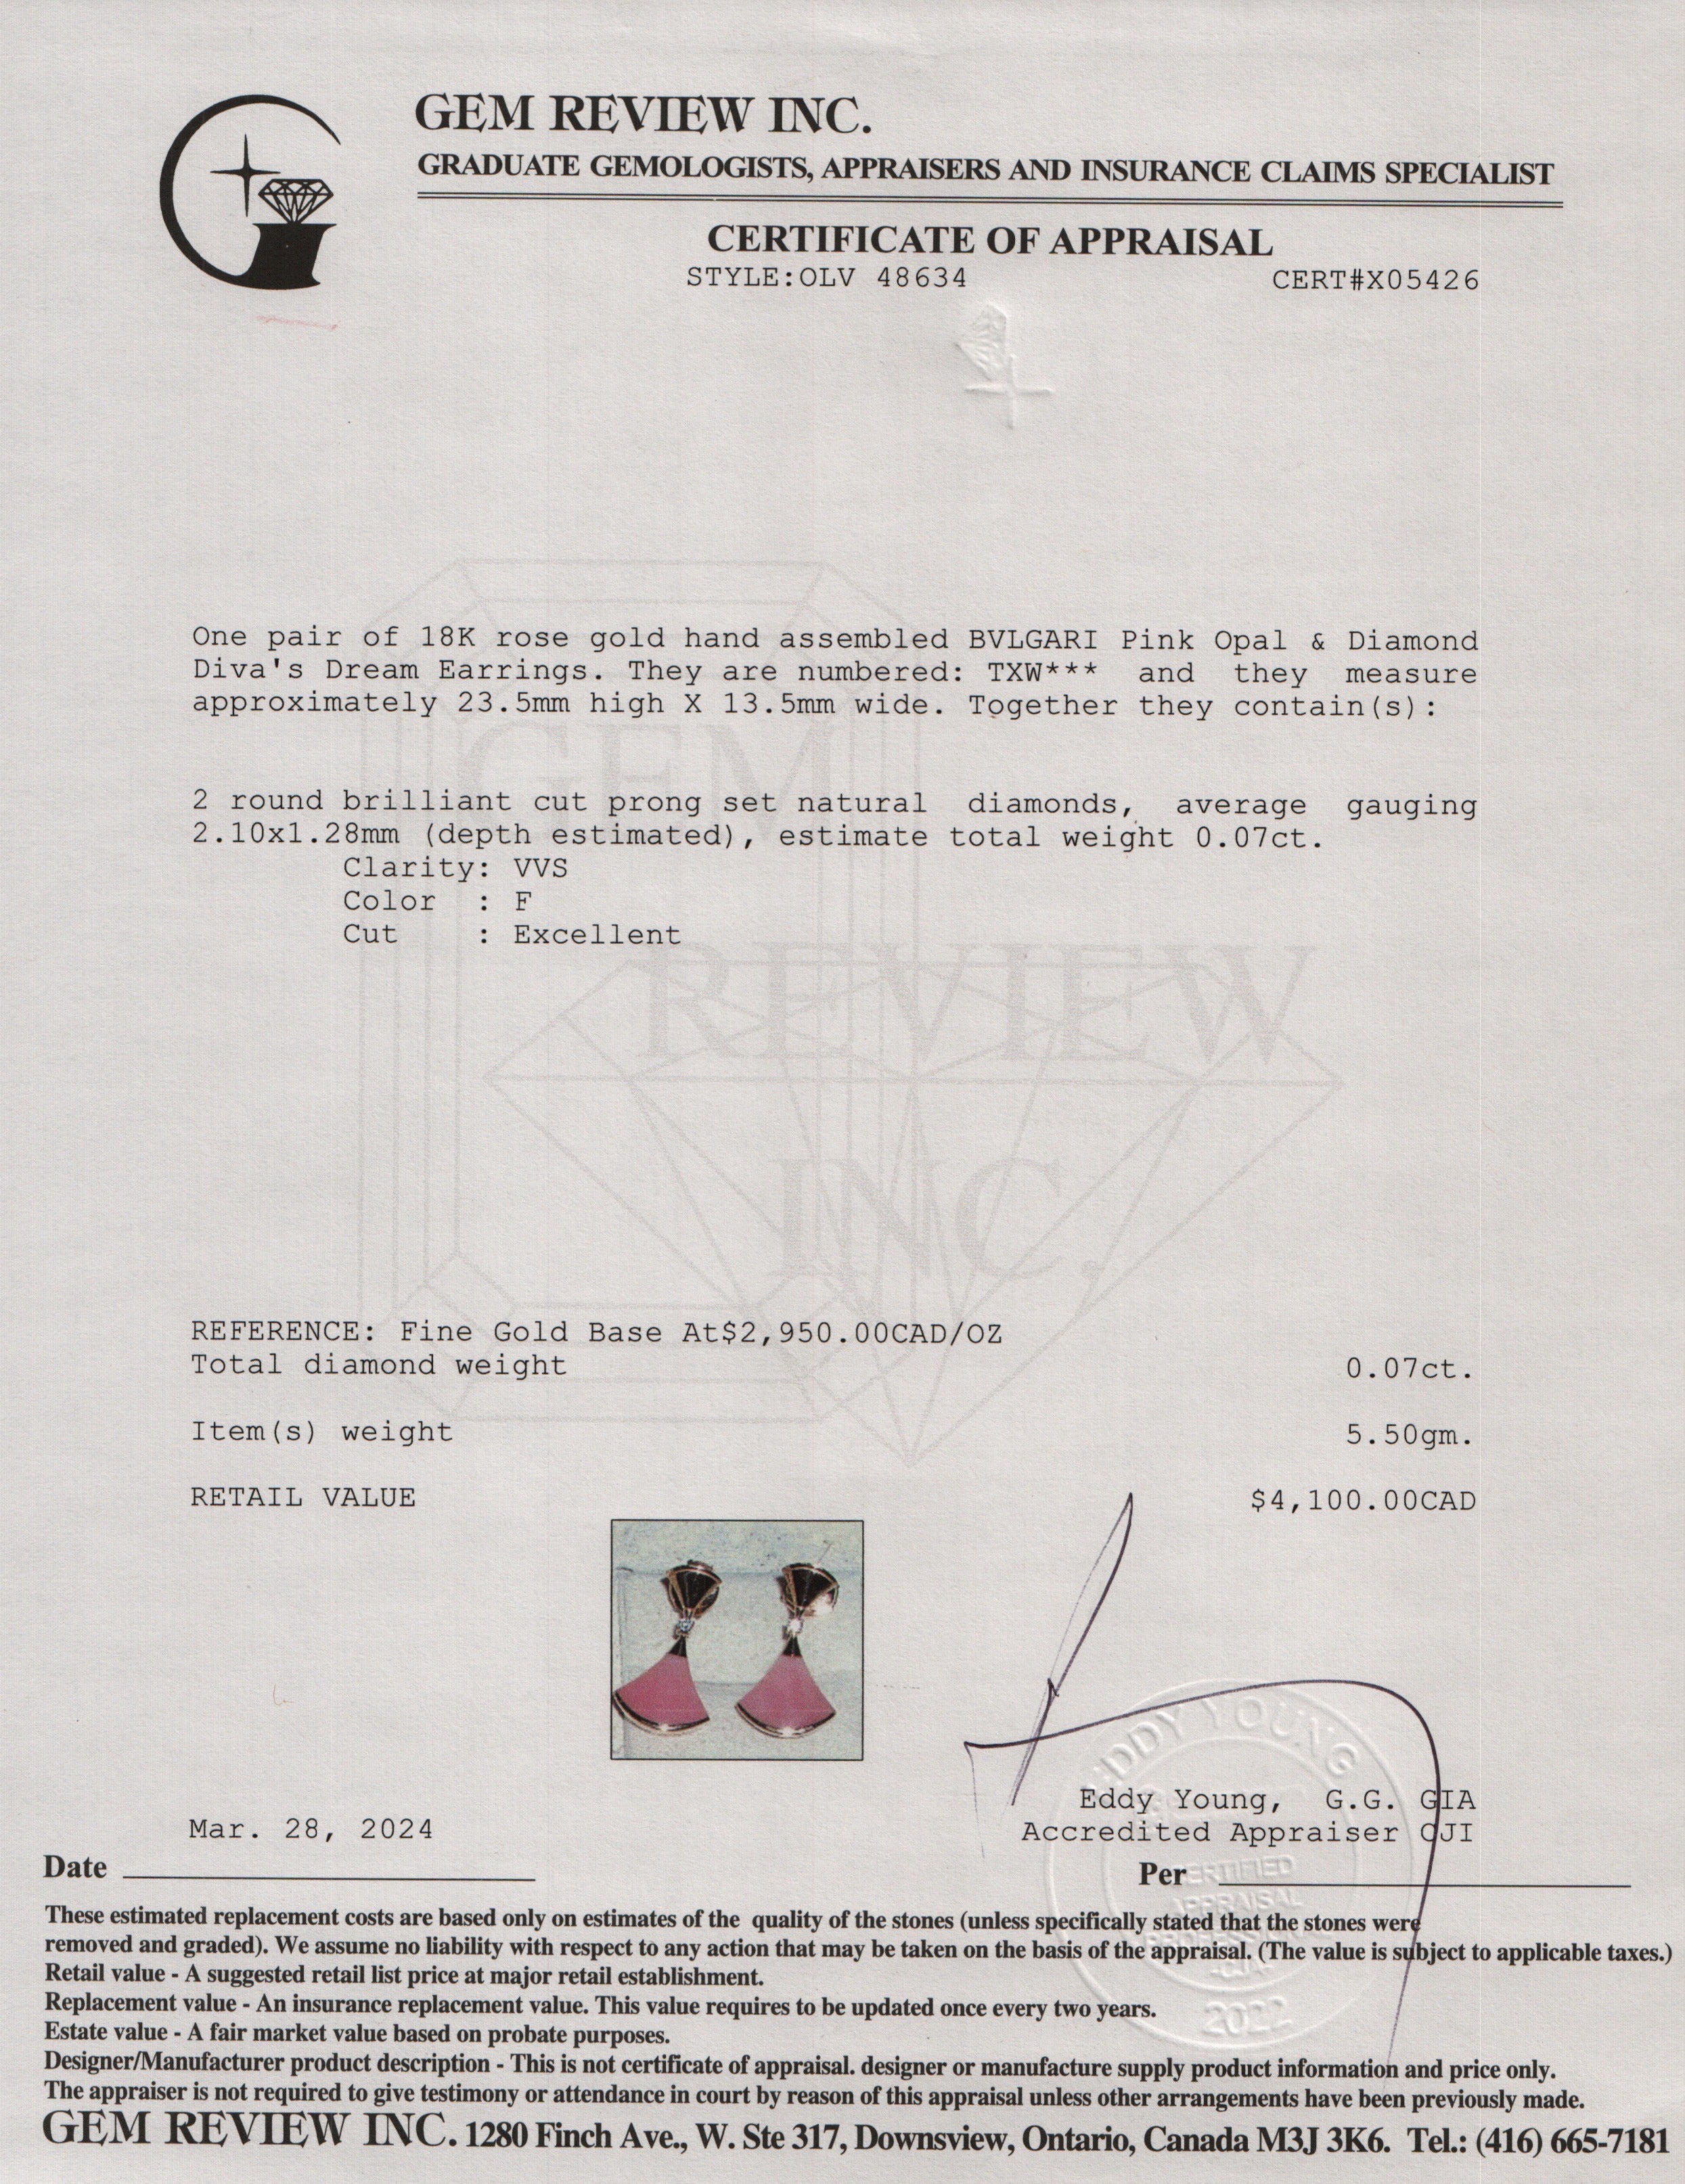 GEM REVIEW INC.
GRADUATE GEMOLOGISTS, APPRAISERS AND INSURANCE CLAIMS SPECIALIST
CERTIFICATE OF APPRAISAL
STYLE:OLV 48634 CERT#X05426
One pair of 18K rose gold hand assembled BVLGARI Pink Opal & Diamond
Diva's Dream Earrings. They are numbered: TXW*** and they measure
approximately 23.5mm high X 13.5mm wide. Together they contain(s):
GEM
2 round brilliant cut prong set natural diamonds, average gauging
2.10x1.28mm (depth estimated), estimate total weight 0.07ct.
Clarity: VVS
Color : F
Cut : Excellent
REVIEW
INC.
REFERENCE: Fine Gold Base At$2,950.00CAD/OZ
Total diamond weight 0.07ct.
Item(s) weight 5.50gm.
RETAIL VALUE $4,100.00CAD
EDDY YOUNG
Eddy Young, G.G. GIA
Mar. 28, 2024 Accredited Appraiser CJI
Date Per
CERTIFIED
APPRAISAL
PROFESSIONAL
2022
These estimated replacement costs are based only on estimates of the quality of the stones (unless specifically stated that the stones were
removed and graded). We assume no liability with respect to any action that may be taken on the basis of the appraisal. (The value is subject to applicable taxes.)
Retail value - A suggested retail list price at major retail establishment.
Replacement value - An insurance replacement value. This value requires to be updated once every two years.
Estate value - A fair market value based on probate purposes.
Designer/Manufacturer product description - This is not certificate of appraisal. designer or manufacture supply product information and price only.
The appraiser is not required to give testimony or attendance in court by reason of this appraisal unless other arrangements have been previously made.
GEM REVIEW INC. 1280 Finch Ave., W. Ste 317, Downsview, Ontario, Canada M3J 3K6. Tel.: (416) 665-7181